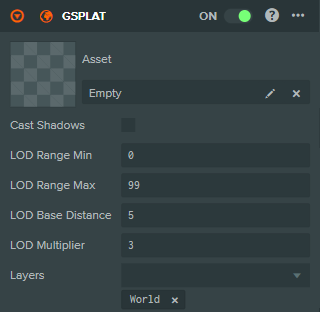 GSPLAT ON
Asset
Empty
Cast Shadows
LOD Range Min 0
LOD Range Max 99
LOD Base Distance 5
LOD Multiplier 3
Layers
World